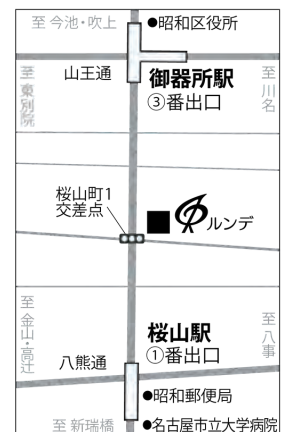 至 今池・吹上
●昭和区役所
山王通
御器所駅
③番出口
至 東別院
至 川名
桜山町1
交差点
ルンデ
桜山駅
①番出口
至 金山・高辻
至 八事
八熊通
●昭和郵便局
至 新瑞橋
●名古屋市立大学病院